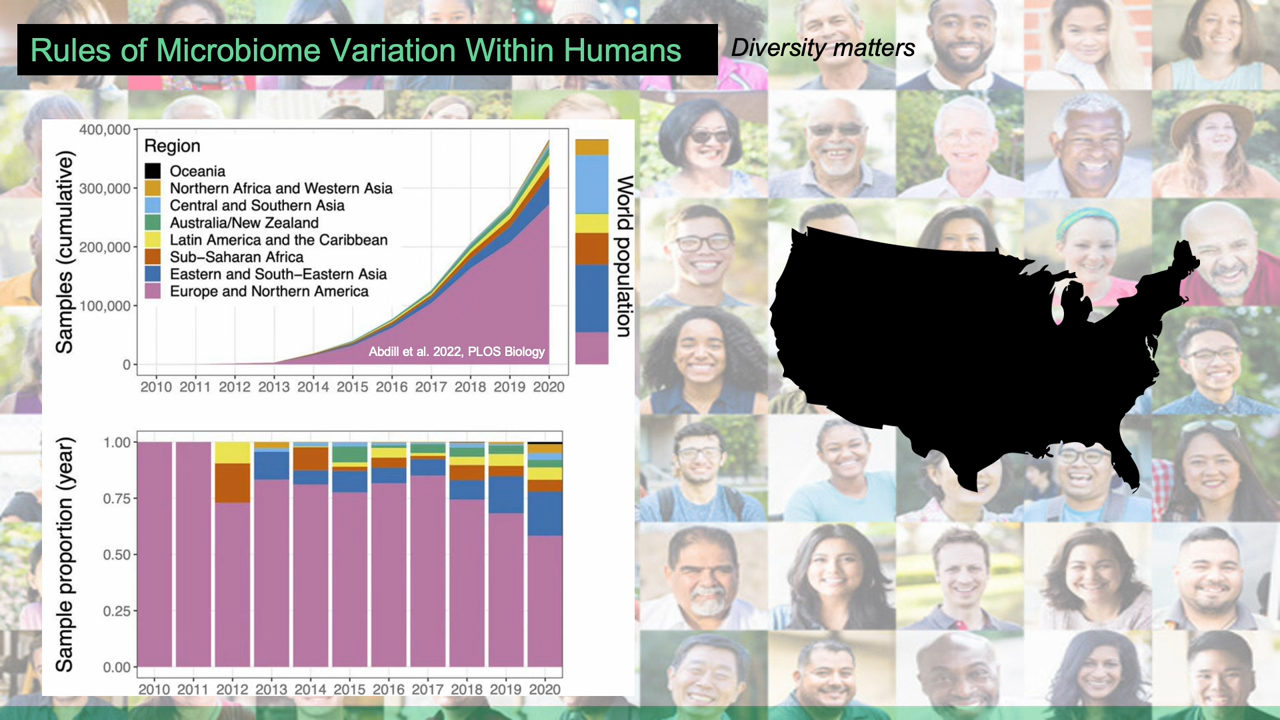 Rules of Microbiome Variation Within Humans
Diversity matters
Samples (cumulative)
400,000
300,000
200,000
100,000
0
Region
Oceania
Northern Africa and Western Asia
Central and Southern Asia
Australia/New Zealand
Latin America and the Caribbean
Sub−Saharan Africa
Eastern and South−Eastern Asia
Europe and Northern America
Abdill et al. 2022, PLOS Biology
2010 2011 2012 2013 2014 2015 2016 2017 2018 2019 2020
World population
Sample proportion (year)
1.00
0.75
0.50
0.25
0.00
2010 2011 2012 2013 2014 2015 2016 2017 2018 2019 2020